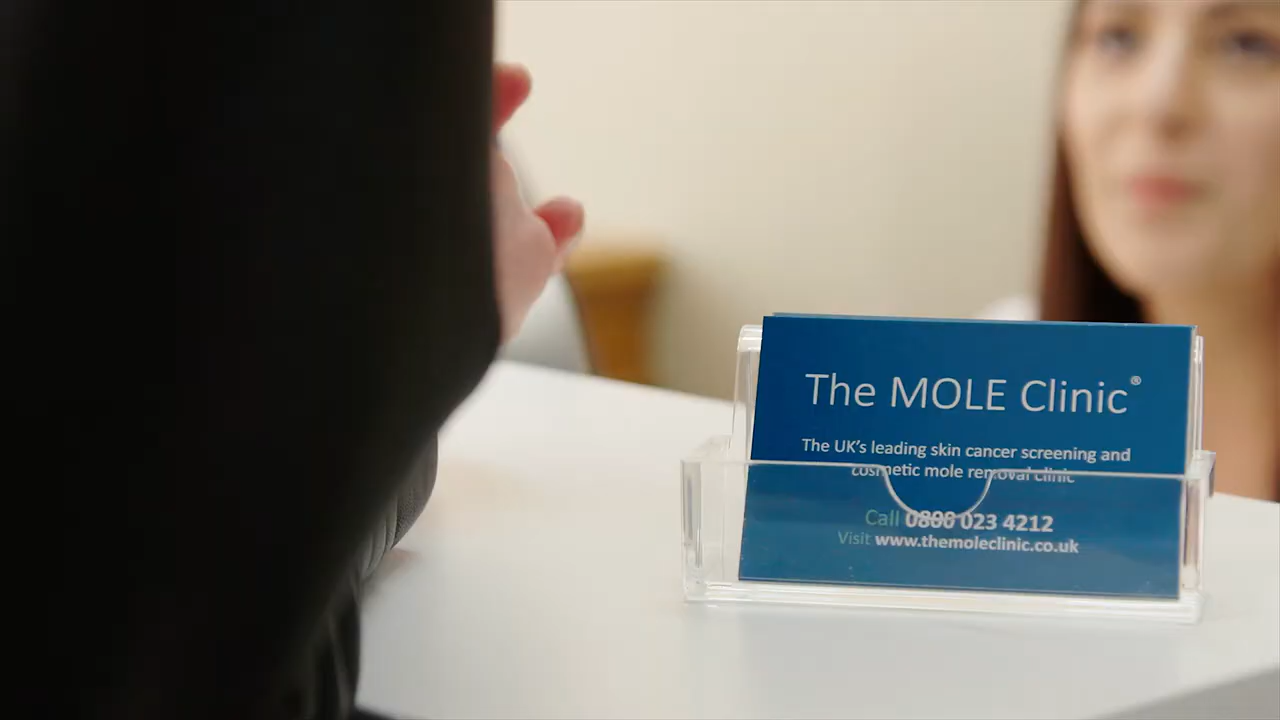 The MOLE Clinic®
The UK's leading skin cancer screening and
cosmetic mole removal clinic
Call 0800 023 4212
Visit www.themoleclinic.co.uk